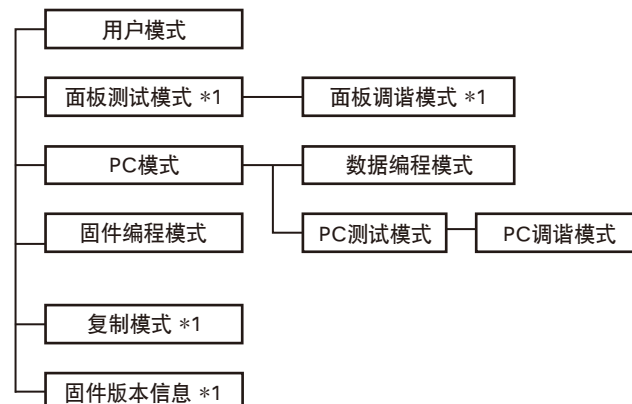 用户模式
面板测试模式 *1
面板调谐模式 *1
PC模式
数据编程模式
固件编程模式
PC测试模式
PC调谐模式
复制模式 *1
固件版本信息 *1